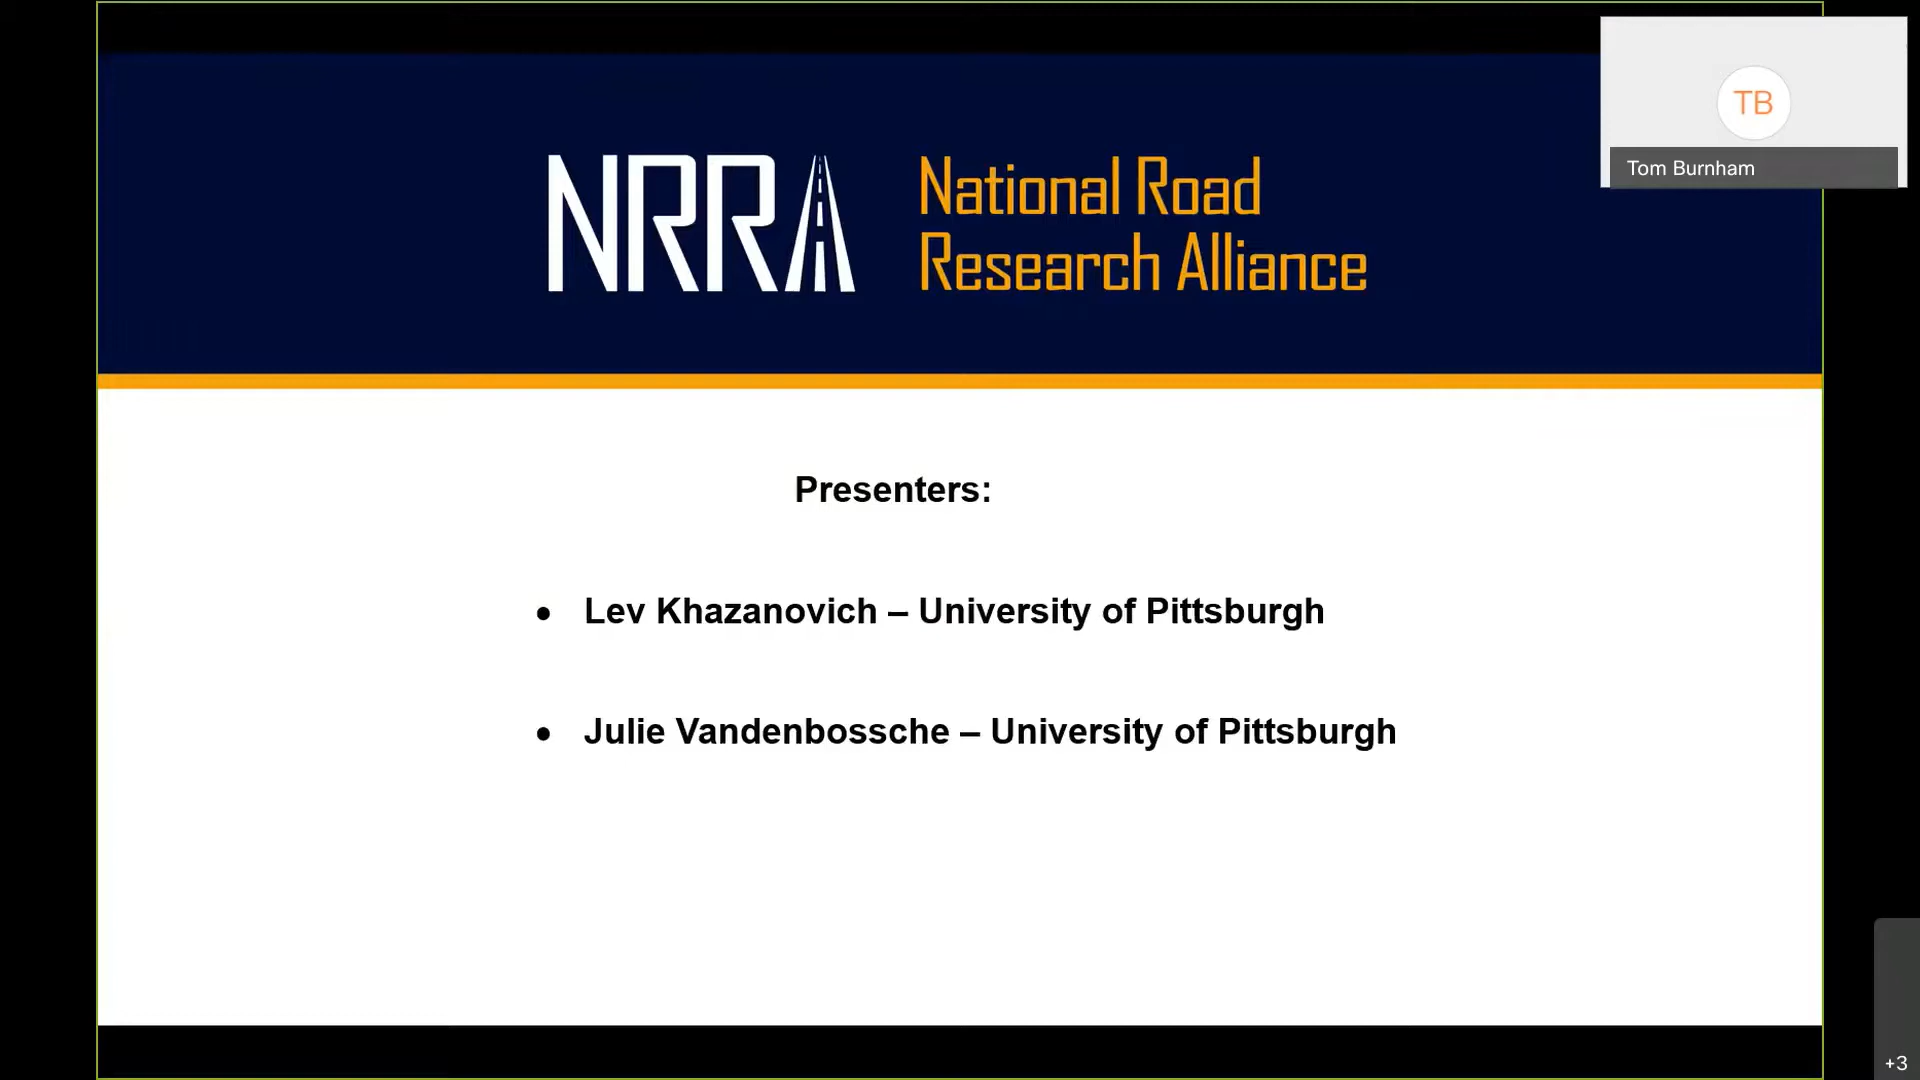 NRRA
National Road
Research Alliance
TB
Tom Burnham
Presenters:
• Lev Khazanovich – University of Pittsburgh
• Julie Vandenbossche – University of Pittsburgh
+3